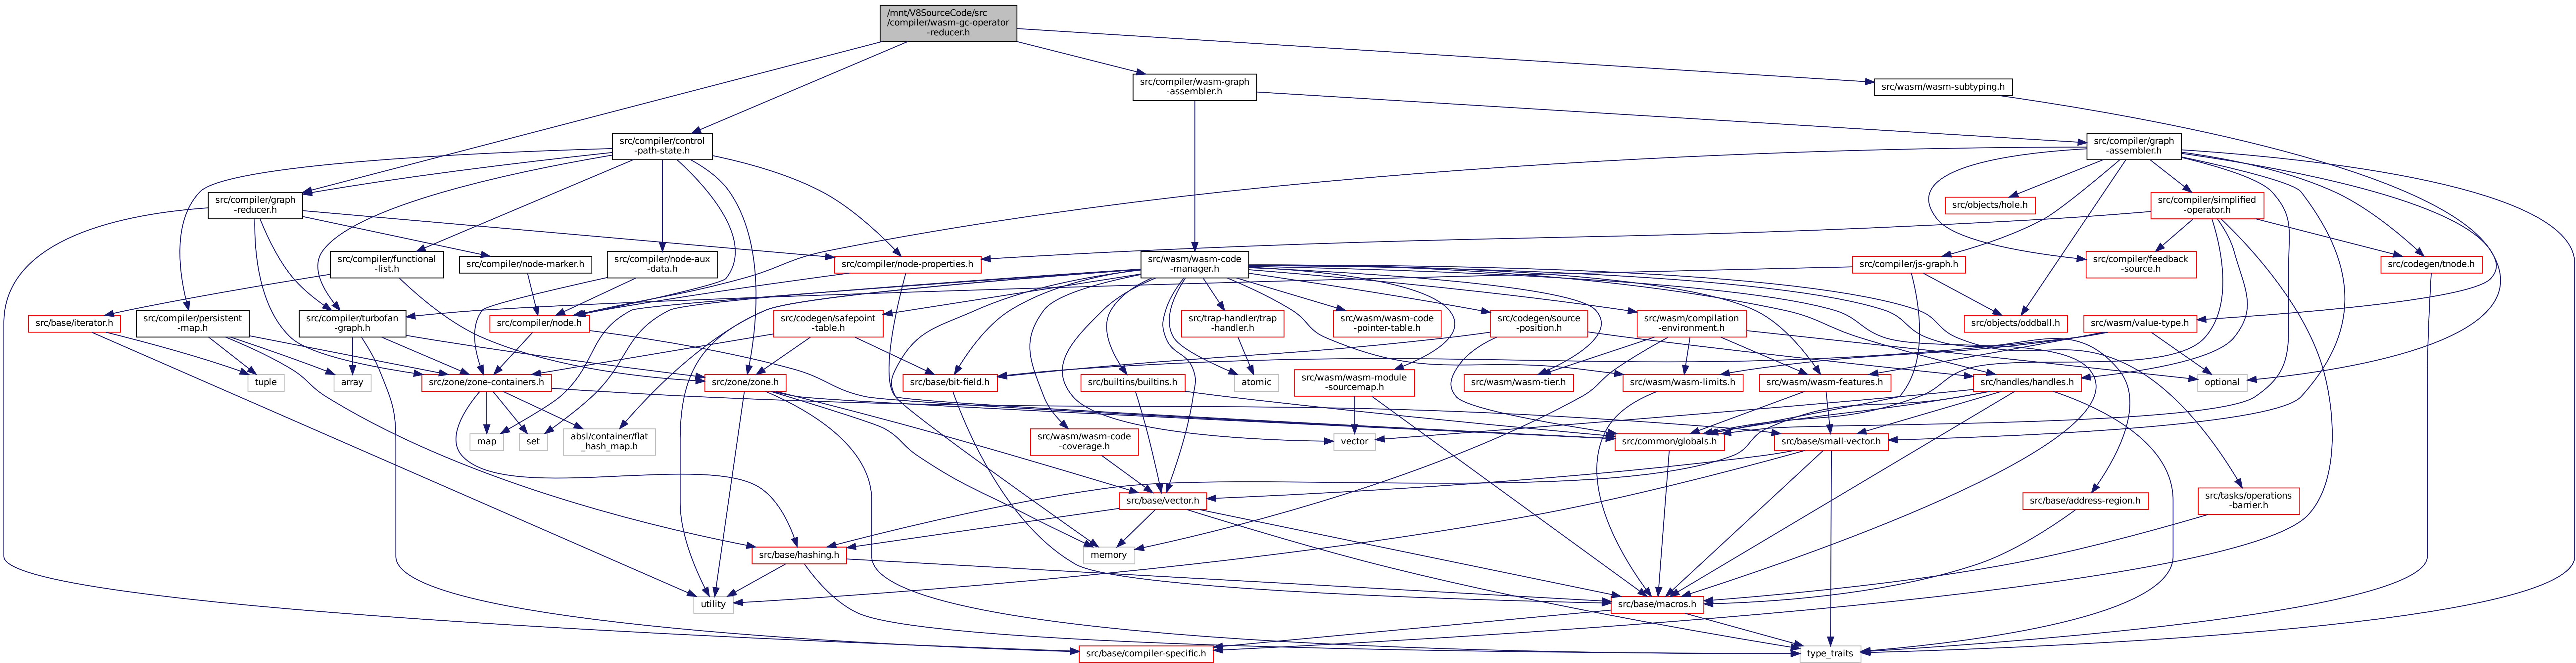 /mnt/V8SourceCode/src
/compiler/wasm-gc-operator
-reducer.h
src/compiler/wasm-graph
-assembler.h
src/wasm/wasm-subtyping.h
src/compiler/control
-path-state.h
src/compiler/graph
-assembler.h
src/compiler/graph
-reducer.h
src/objects/hole.h
src/compiler/simplified
-operator.h
src/compiler/functional
-list.h
src/compiler/node-marker.h
src/compiler/node-aux
-data.h
src/compiler/node-properties.h
src/wasm/wasm-code
-manager.h
src/compiler/js-graph.h
src/compiler/feedback
-source.h
src/codegen/tnode.h
src/base/iterator.h
src/compiler/persistent
-map.h
src/compiler/turbofan
-graph.h
src/compiler/node.h
src/codegen/safepoint
-table.h
src/trap-handler/trap
-handler.h
src/wasm/wasm-code
-pointer-table.h
src/codegen/source
-position.h
src/wasm/compilation
-environment.h
src/objects/oddball.h
src/wasm/value-type.h
tuple
array
src/zone/zone-containers.h
src/zone/zone.h
src/base/bit-field.h
src/builtins/builtins.h
atomic
src/wasm/wasm-module
-sourcemap.h
src/wasm/wasm-tier.h
src/wasm/wasm-limits.h
src/wasm/wasm-features.h
src/handles/handles.h
optional
map
set
absl/container/flat
_hash_map.h
src/wasm/wasm-code
-coverage.h
vector
src/common/globals.h
src/base/small-vector.h
src/base/vector.h
src/base/address-region.h
src/tasks/operations
-barrier.h
src/base/hashing.h
memory
utility
src/base/macros.h
src/base/compiler-specific.h
type_traits